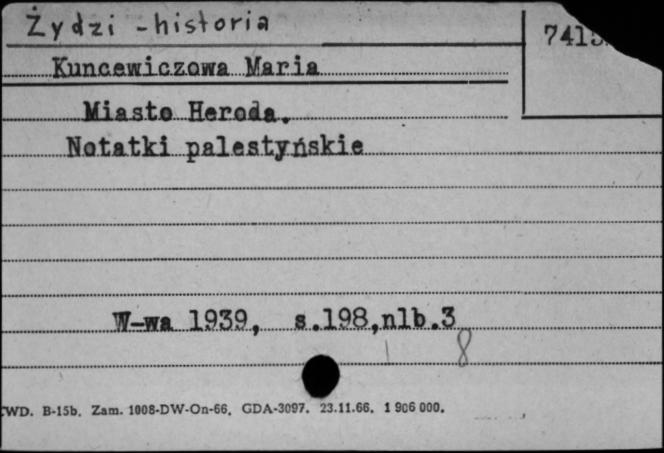 Żydzi - historia
Kuncewiczowa Maria
Miasto Heroda.
Notatki palestyńskie
W-wa 1939, s.198,nlb.3
8
WD. B-15b. Zam. 1008-DW-On-66. GDA-3097. 23.11.66. 1 906 000.